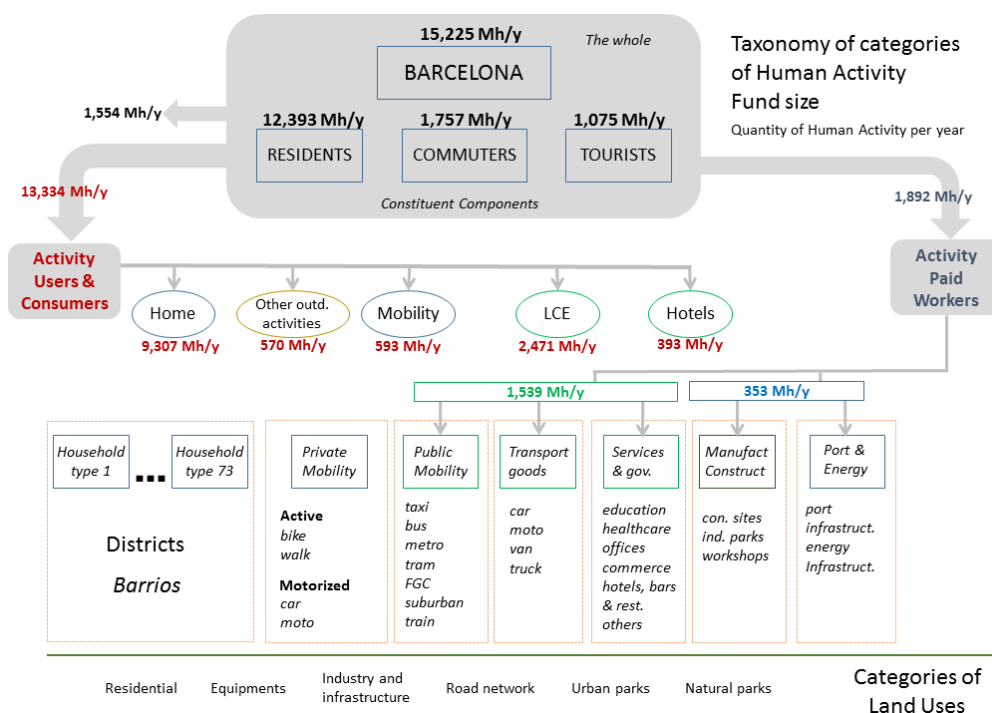 15,225 Mh/y
The whole
BARCELONA
Taxonomy of categories
of Human Activity
Fund size
Quantity of Human Activity per year
1,554 Mh/y
12,393 Mh/y
1,757 Mh/y
1,075 Mh/y
RESIDENTS
COMMUTERS
TOURISTS
Constituent Components
13,334 Mh/y
1,892 Mh/y
Activity
Users &
Consumers
Activity
Paid
Workers
Home
9,307 Mh/y
Other outd.
activities
570 Mh/y
Mobility
593 Mh/y
LCE
2,471 Mh/y
Hotels
393 Mh/y
1,539 Mh/y
353 Mh/y
Household
type 1
...
Household
type 73
Districts
Barrios
Private
Mobility
Active
bike
walk
Motorized
car
moto
Public
Mobility
taxi
bus
metro
tram
FGC
suburban
train
Transport
goods
car
moto
van
truck
Services
& gov.
education
healthcare
offices
commerce
hotels, bars
& rest.
others
Manufact
Construct
con. sites
ind. parks
workshops
Port &
Energy
port
infrastruct.
energy
Infrastruct.
Residential
Equipments
Industry and
infrastructure
Road network
Urban parks
Natural parks
Categories of
Land Uses